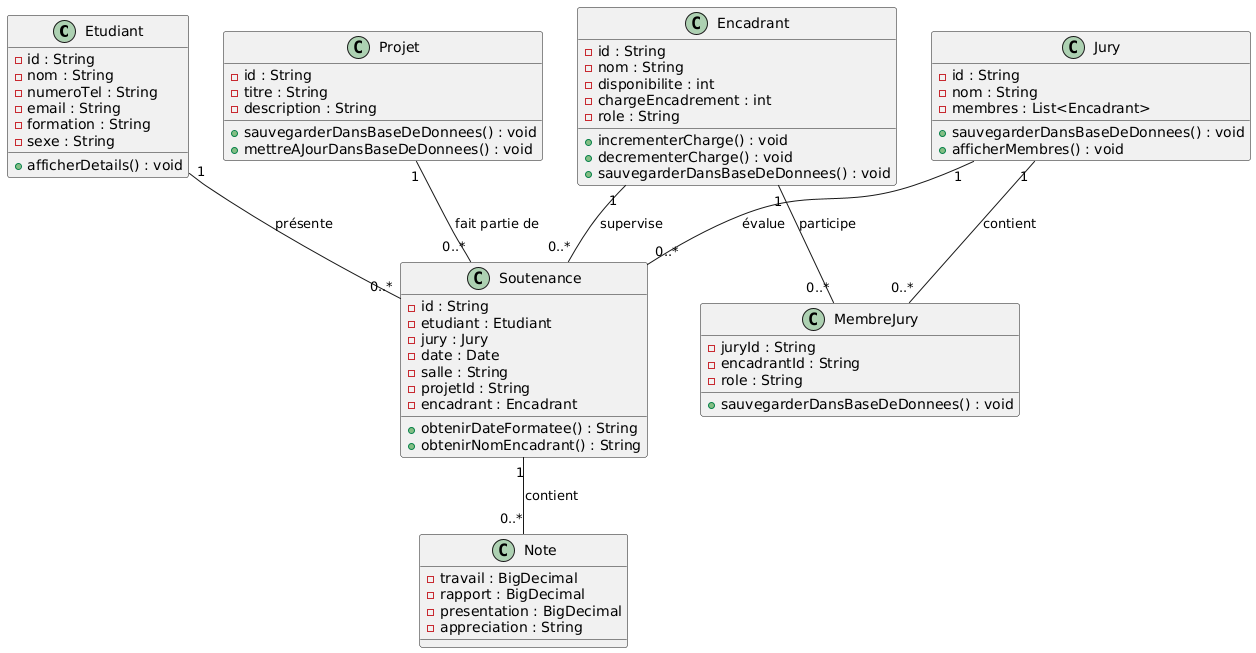 C Etudiant
id : String
nom : String
numeroTel : String
email : String
formation : String
sexe : String
afficherDetails() : void
C Projet
id : String
titre : String
description : String
sauvegarderDansBaseDeDonnees() : void
mettreAJourDansBaseDeDonnees() : void
C Encadrant
id : String
nom : String
disponibilite : int
chargeEncadrement : int
role : String
incrementerCharge() : void
decrementerCharge() : void
sauvegarderDansBaseDeDonnees() : void
C Jury
id : String
nom : String
membres : List<Encadrant>
sauvegarderDansBaseDeDonnees() : void
afficherMembres() : void
1
présente
0..*
1
fait partie de
0..*
1
supervise
0..*
1
évalue
0..*
1
participe
0..*
1
contient
0..*
C Soutenance
id : String
etudiant : Etudiant
jury : Jury
date : Date
salle : String
projetId : String
encadrant : Encadrant
obtenirDateFormatee() : String
obtenirNomEncadrant() : String
C MembreJury
juryId : String
encadrantId : String
role : String
sauvegarderDansBaseDeDonnees() : void
1
contient
0..*
C Note
travail : BigDecimal
rapport : BigDecimal
presentation : BigDecimal
appreciation : String